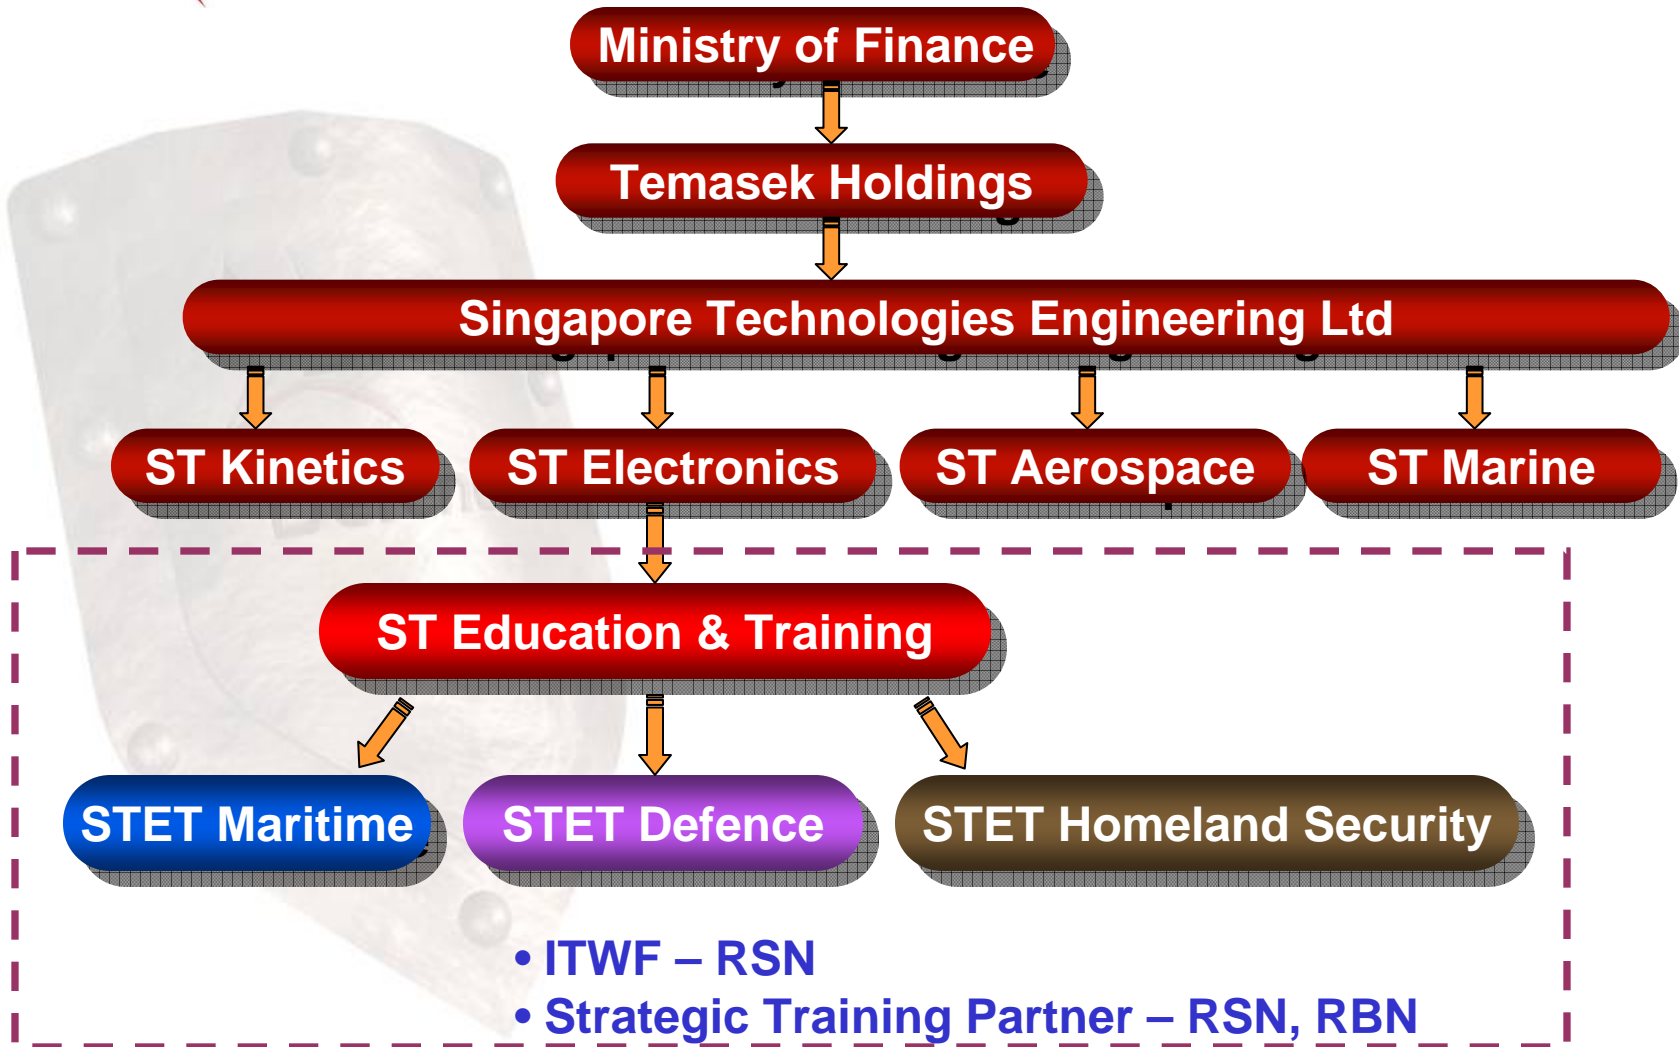 Ministry of Finance
Temasek Holdings
Singapore Technologies Engineering Ltd
ST Kinetics
ST Electronics
ST Aerospace
ST Marine
ST Education & Training
STET Maritime
STET Defence
STET Homeland Security
• ITWF – RSN
• Strategic Training Partner – RSN, RBN